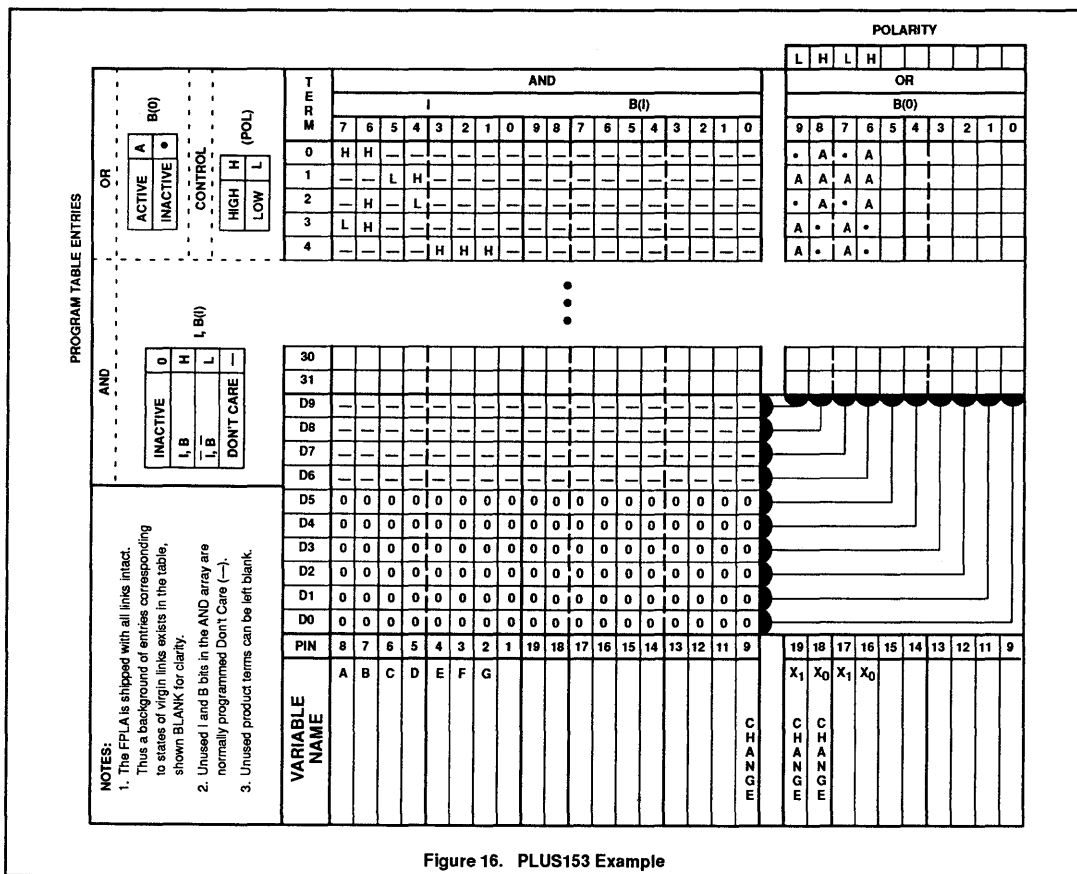 POLARITY
L H L H
PROGRAM TABLE ENTRIES
OR
ACTIVE A
INACTIVE •
B(0)
CONTROL
HIGH H
LOW L
(POL)
AND
INACTIVE 0
I, B H
I, B L
DON'T CARE —
I, B(I)
NOTES:
1. The FPLA is shipped with all links intact.
Thus a background of entries corresponding
to states of virgin links exists in the table,
shown BLANK for clarity.
2. Unused I and B bits in the AND array are
normally programmed Don't Care (—).
3. Unused product terms can be left blank.
TERM AND OR
I B(I) B(0)
7 6 5 4 3 2 1 0 9 8 7 6 5 4 3 2 1 0 9 8 7 6 5 4 3 2 1 0
0 H H — — — — — — — — — — — — — — — — • A • A
1 — — L H — — — — — — — — — — — — — — A A A A
2 — H — L — — — — — — — — — — — — — — • A • A
3 L H — — — — — — — — — — — — — — — — A • A •
4 — — — — H H H — — — — — — — — — — — A • A •
30
31
D9 — — — — — — — — — — — — — — — — — —
D8 — — — — — — — — — — — — — — — — — —
D7 — — — — — — — — — — — — — — — — — —
D6 — — — — — — — — — — — — — — — — — —
D5 0 0 0 0 0 0 0 0 0 0 0 0 0 0 0 0 0 0
D4 0 0 0 0 0 0 0 0 0 0 0 0 0 0 0 0 0 0
D3 0 0 0 0 0 0 0 0 0 0 0 0 0 0 0 0 0 0
D2 0 0 0 0 0 0 0 0 0 0 0 0 0 0 0 0 0 0
D1 0 0 0 0 0 0 0 0 0 0 0 0 0 0 0 0 0 0
D0 0 0 0 0 0 0 0 0 0 0 0 0 0 0 0 0 0 0
PIN 8 7 6 5 4 3 2 1 19 18 17 16 15 14 13 12 11 9 19 18 17 16 15 14 13 12 11 9
VARIABLE NAME A B C D E F G X1 X0 X1 X0
CHANGE CHANGE CHANGE
Figure 16. PLUS153 Example